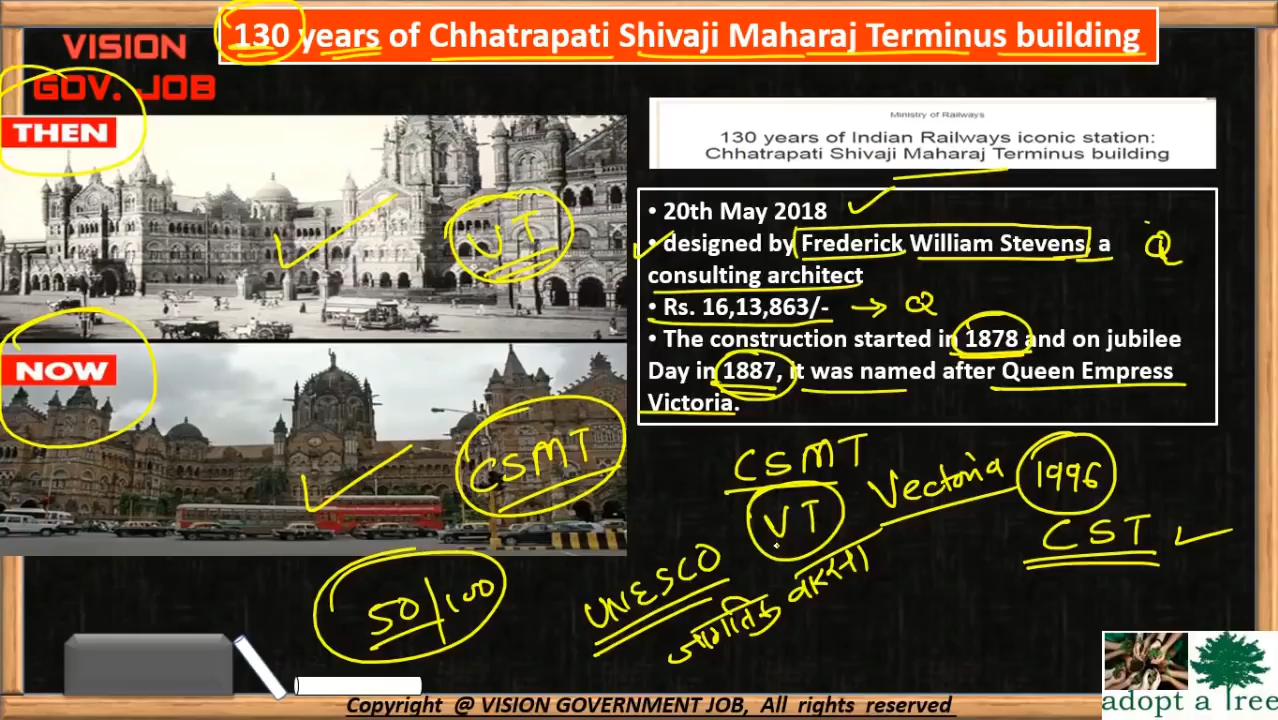 130 years of Chhatrapati Shivaji Maharaj Terminus building
VISION
GOV. JOB
THEN
VT
NOW
CSMT
Ministry of Railways
130 years of Indian Railways iconic station:
Chhatrapati Shivaji Maharaj Terminus building
• 20th May 2018
• designed by Frederick William Stevens, a
consulting architect
Q
• Rs. 16,13,863/-
→ Q
• The construction started in 1878 and on jubilee
Day in 1887, it was named after Queen Empress
Victoria.
CSMT
VT
Vectoria
1996
CST
50/100
UNESCO
जागतिक वारसा
adopt a Tree
Copyright @ VISION GOVERNMENT JOB, All rights reserved